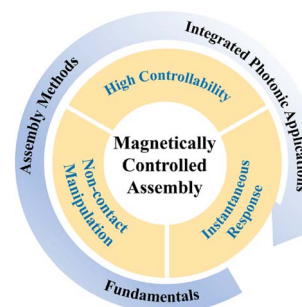 Assembly Methods
Integrated Photonic Applications
High Controllability
Magnetically
Controlled
Assembly
Non-contact
Manipulation
Instantaneous
Response
Fundamentals